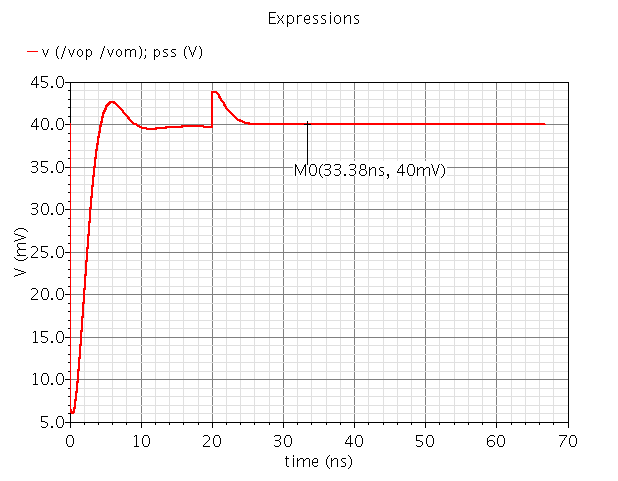 Expressions
v (/vop /vom); pss (V)
45.0
40.0
35.0
30.0
25.0
20.0
15.0
10.0
5.0
V (mV)
M0(33.38ns, 40mV)
0 10 20 30 40 50 60 70
time (ns)